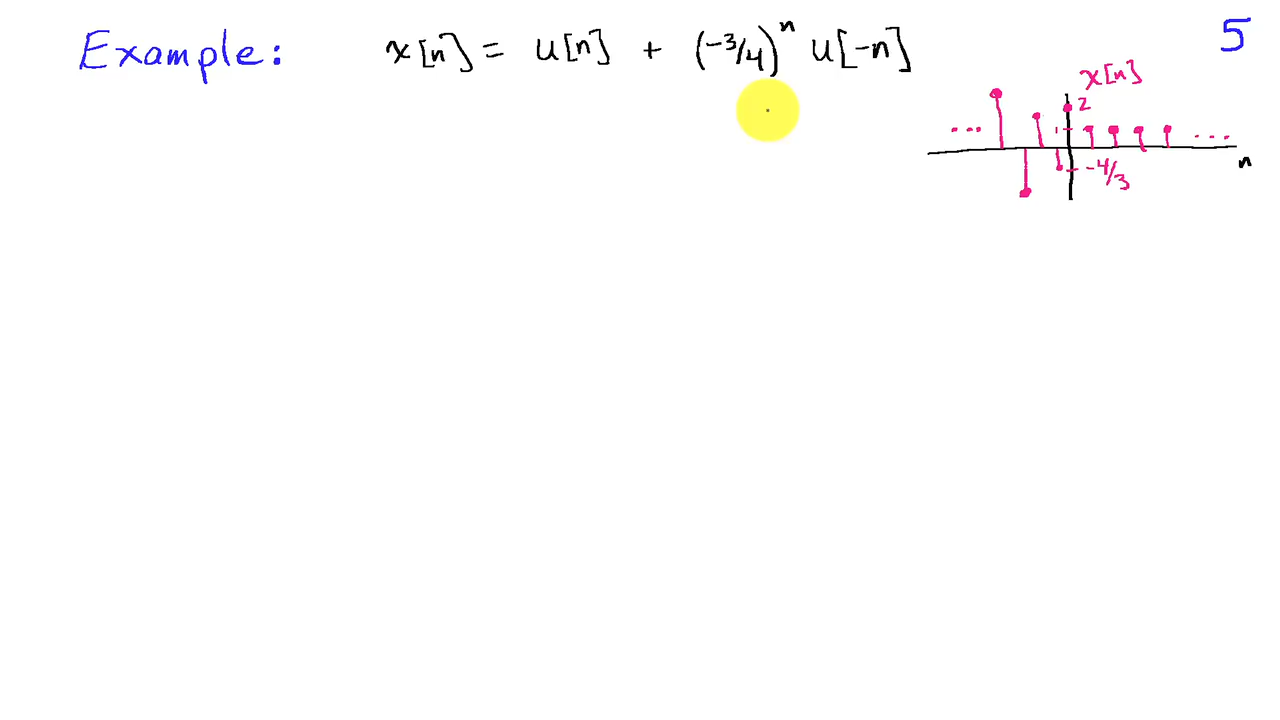 Example: x[n] = u[n] + (-3/4)^n u[-n]
5
x[n]
2
1
... ...
-4/3
n